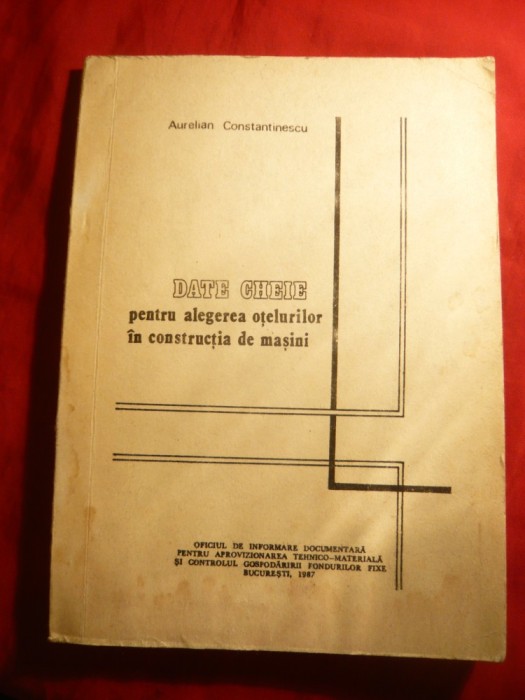 Aurelian Constantinescu
DATE CHEIE
pentru alegerea oțelurilor
în construcția de mașini
OFICIUL DE INFORMARE DOCUMENTARĂ
PENTRU APROVIZIONAREA TEHNICO-MATERIALĂ
ȘI CONTROLUL GOSPODĂRIRII FONDURILOR FIXE
BUCUREȘTI, 1987